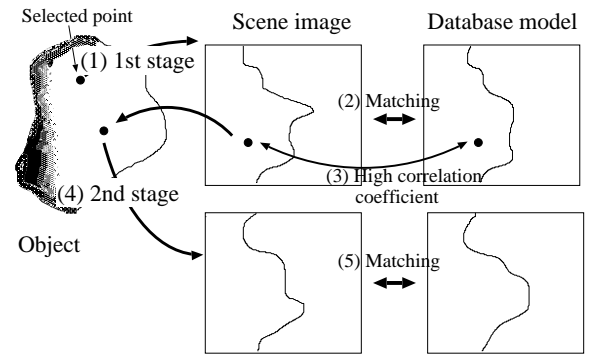 Scene image
Database model
Selected point
(1) 1st stage
(2) Matching
(3) High correlation
coefficient
(4) 2nd stage
Object
(5) Matching